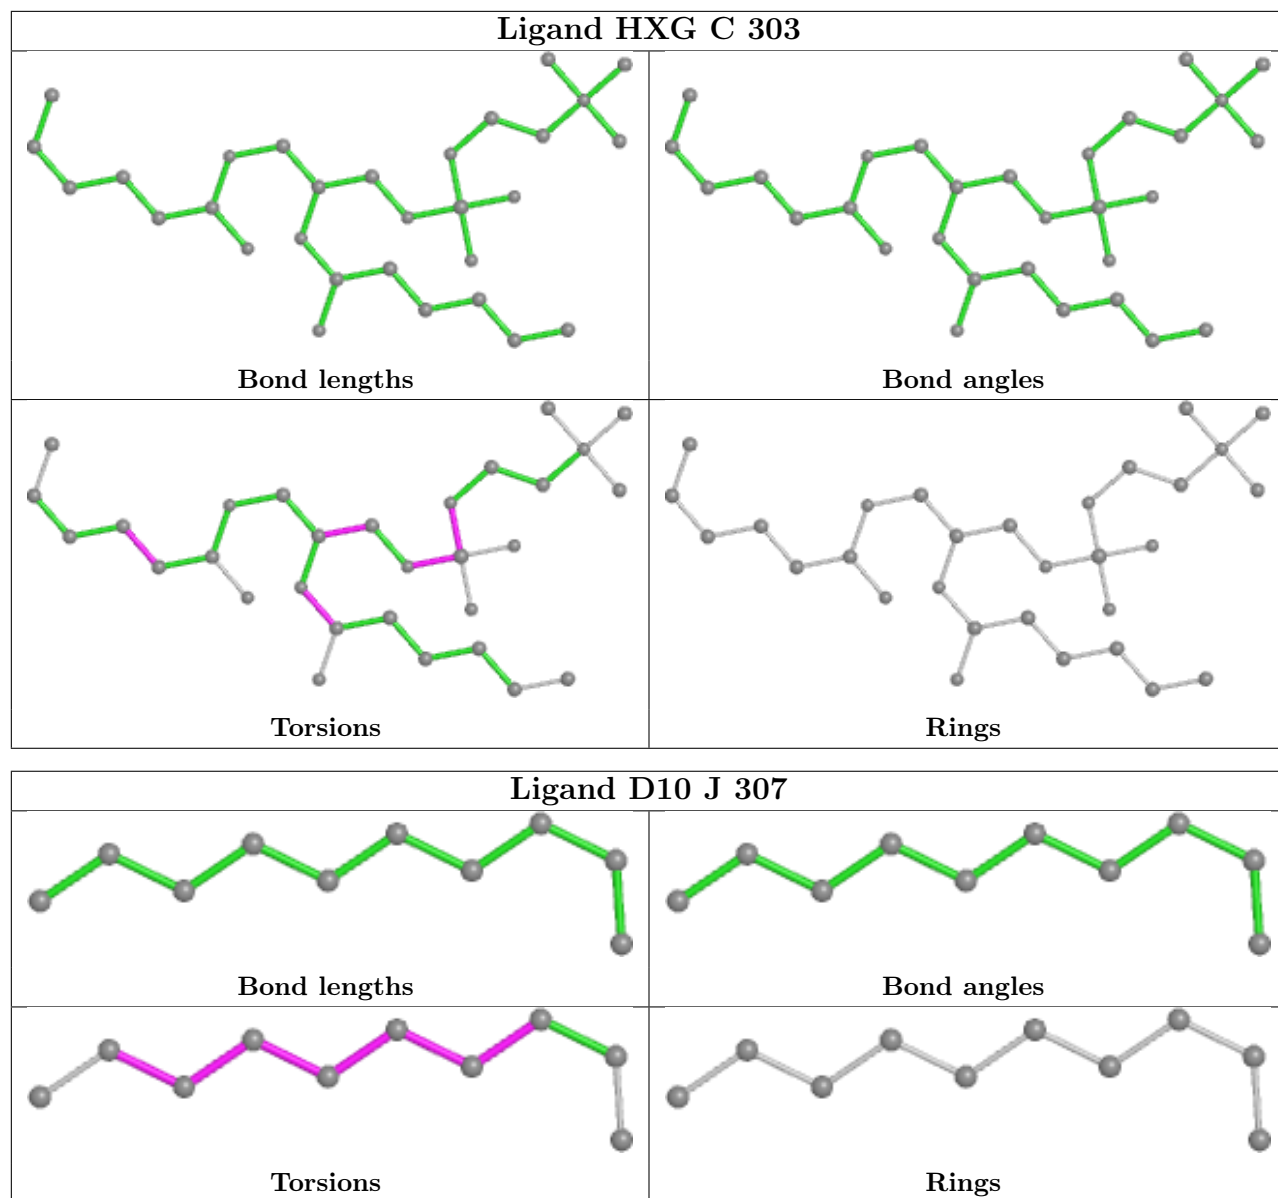 Ligand HXG C 303
Bond lengths
Bond angles
Torsions
Rings
Ligand D10 J 307
Bond lengths
Bond angles
Torsions
Rings